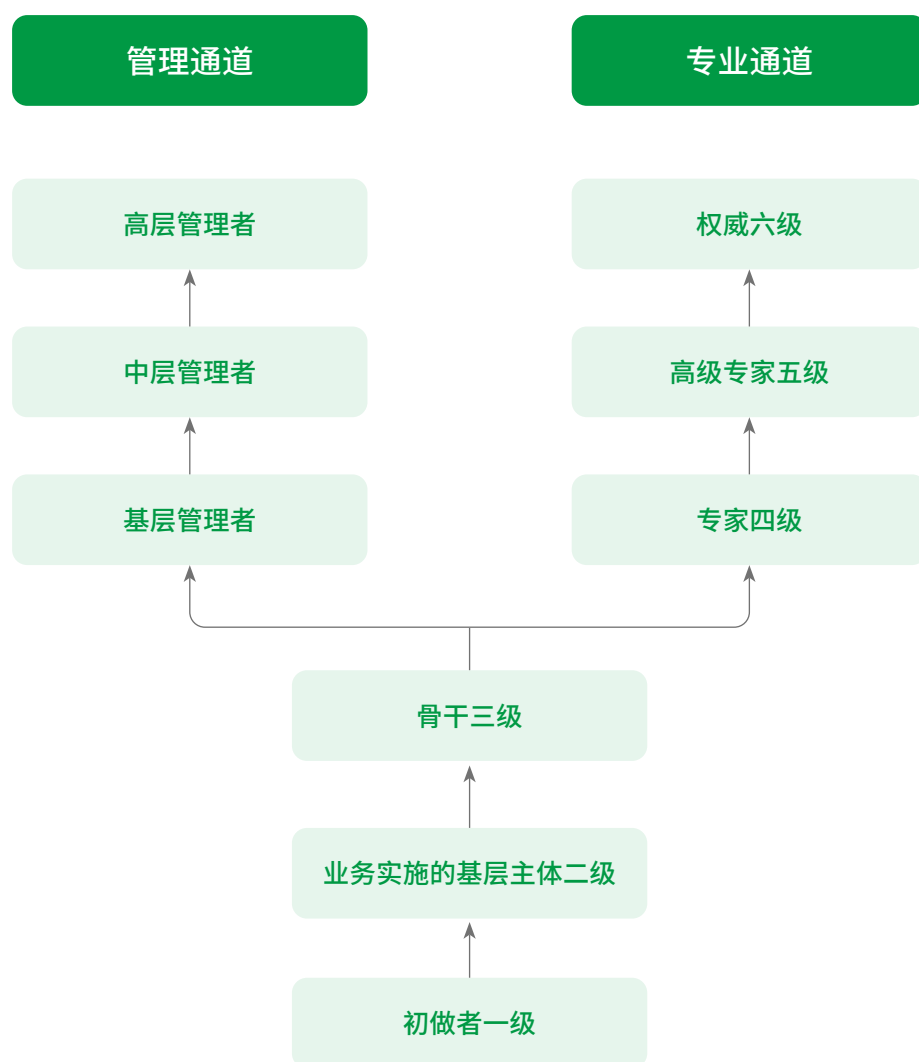 管理通道
专业通道
高层管理者
权威六级
中层管理者
高级专家五级
基层管理者
专家四级
骨干三级
业务实施的基层主体二级
初做者一级